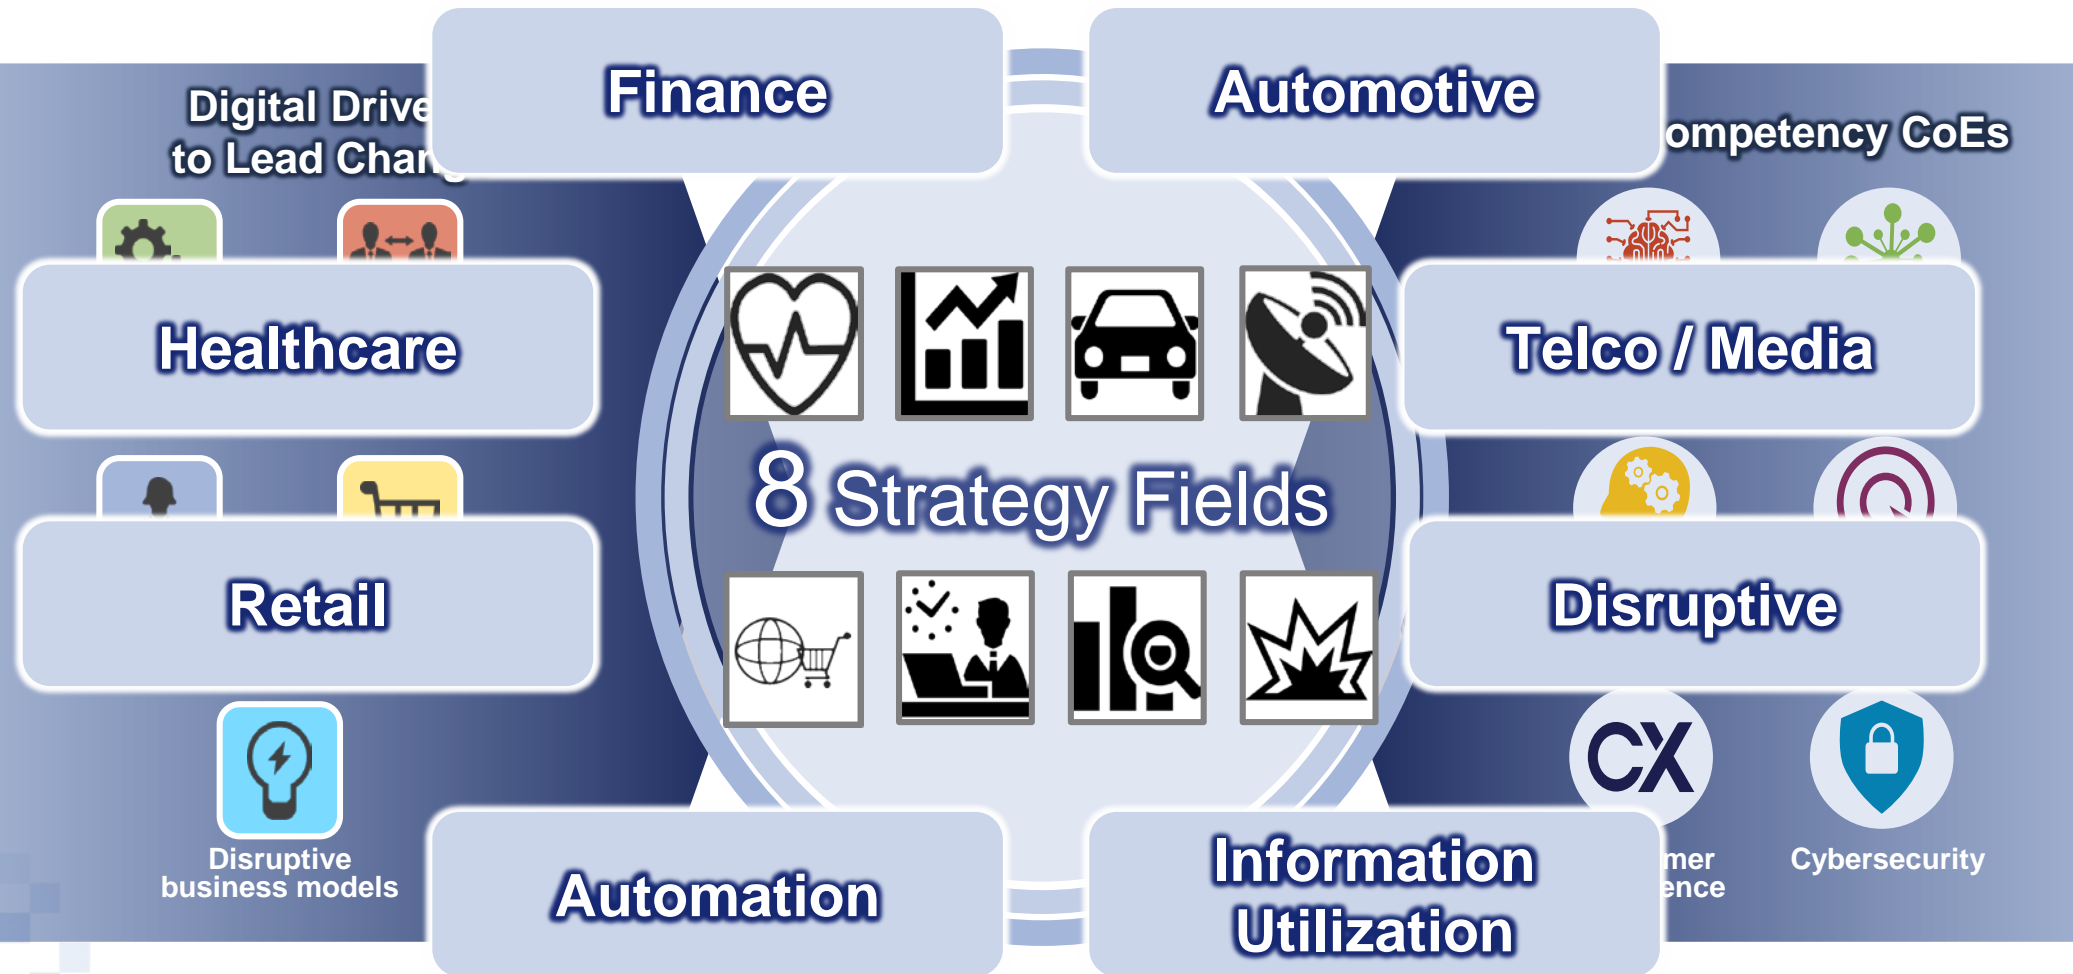 Finance
Automotive
Digital Drive
to Lead Chan
ompetency CoEs
Healthcare
Telco / Media
8 Strategy Fields
Retail
Disruptive
CX
Disruptive
business models
Automation
Information
Utilization
mer
ence
Cybersecurity